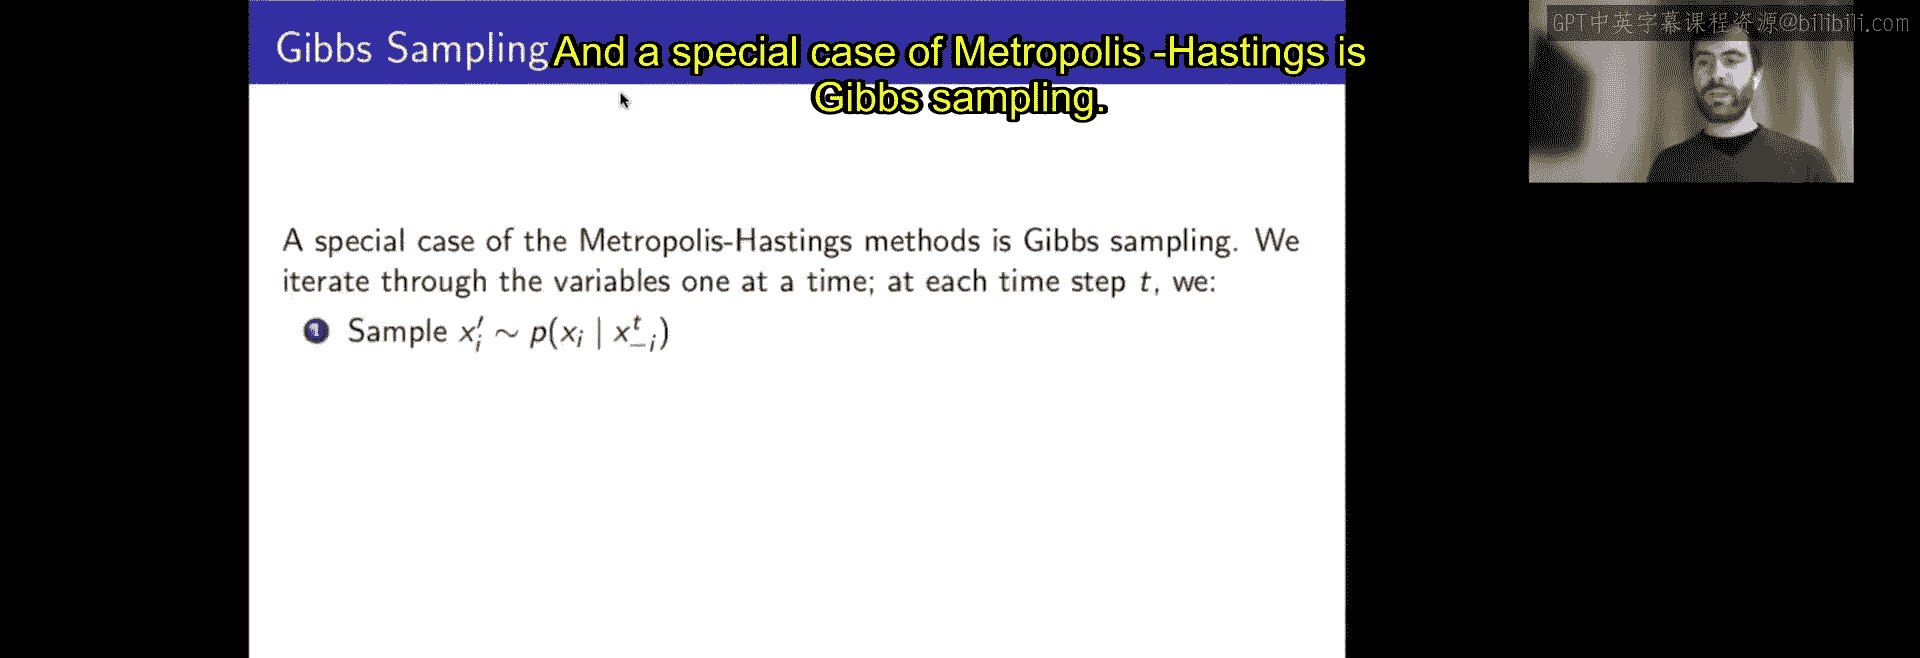 Gibbs Sampling
And a special case of Metropolis -Hastings is
Gibbs sampling.
GPT中英字幕课程资源@bilibili.com
A special case of the Metropolis-Hastings methods is Gibbs sampling. We
iterate through the variables one at a time; at each time step t, we:
1 Sample x′ᵢ ∼ p(xᵢ | xᵗ₋ᵢ)